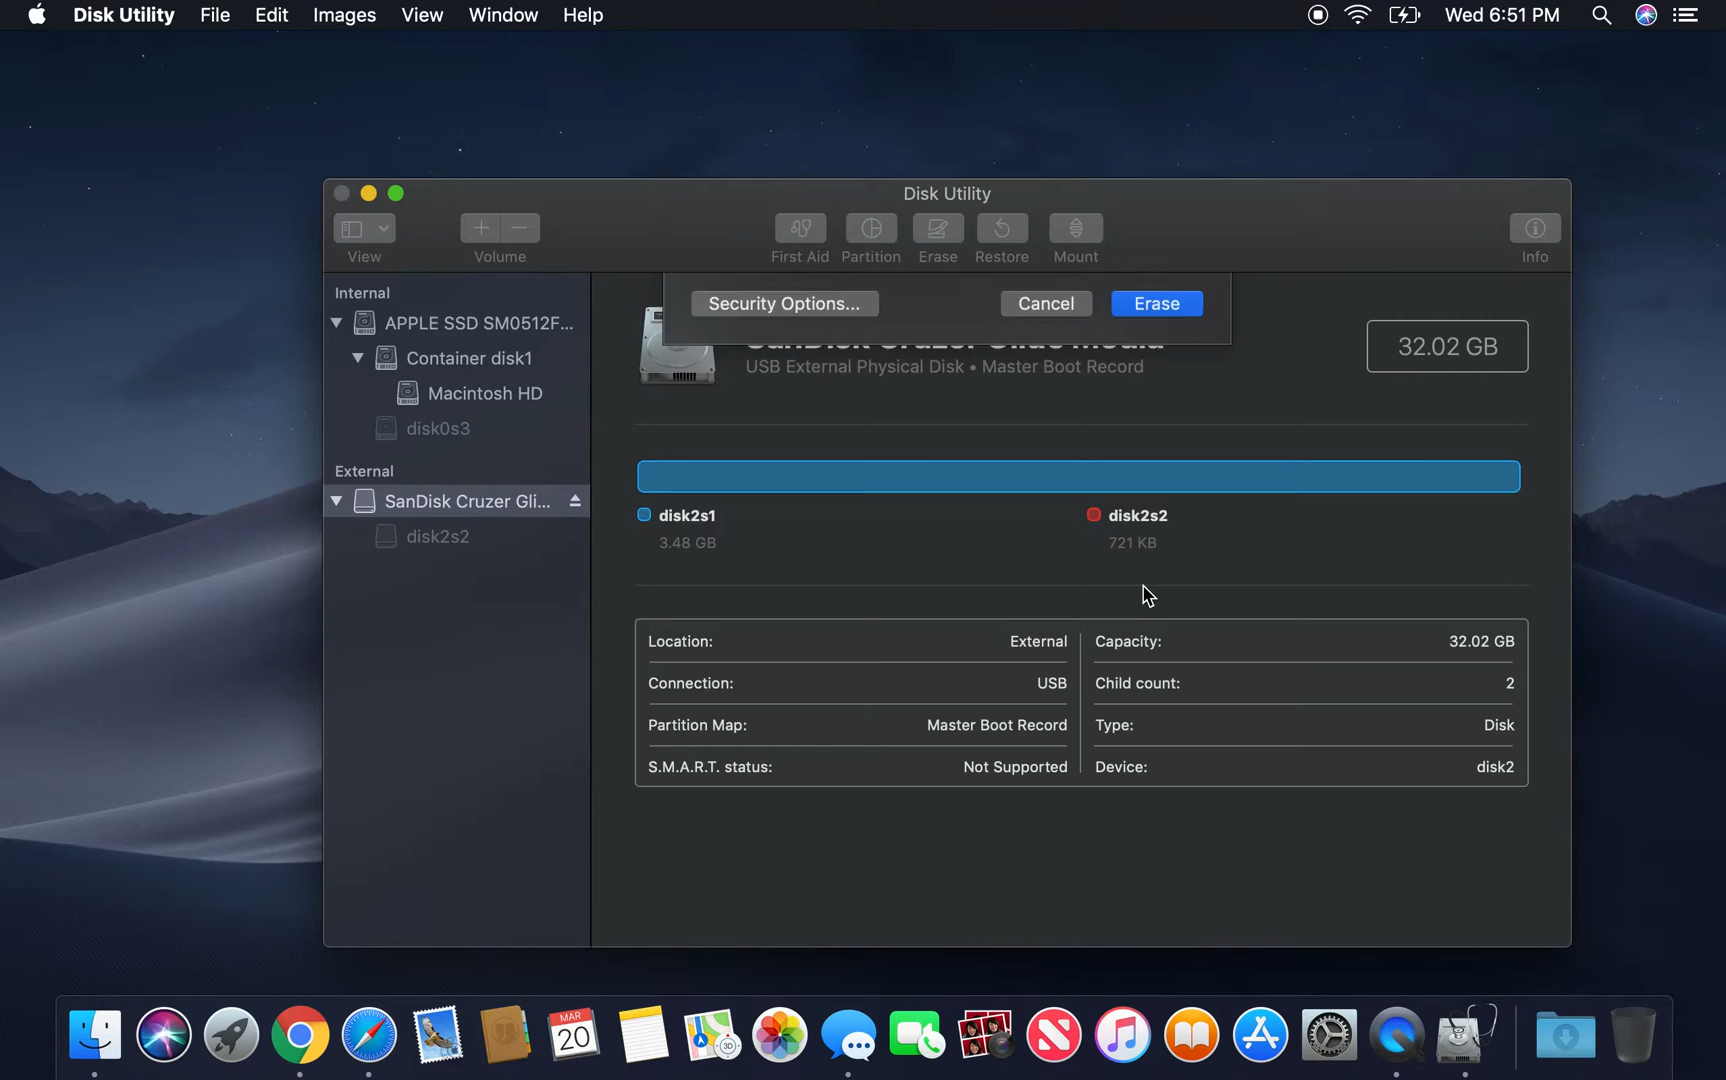 Disk Utility File Edit Images View Window Help Wed 6:51 PM
Disk Utility
View Volume First Aid Partition Erase Restore Mount Info
Internal
APPLE SSD SM0512F...
Container disk1
Macintosh HD
disk0s3
External
SanDisk Cruzer Gli...
disk2s2
Security Options... Cancel Erase
USB External Physical Disk • Master Boot Record
32.02 GB
disk2s1
3.48 GB
disk2s2
721 KB
Location: External
Connection: USB
Partition Map: Master Boot Record
S.M.A.R.T. status: Not Supported
Capacity: 32.02 GB
Child count: 2
Type: Disk
Device: disk2
MAR
20
3D